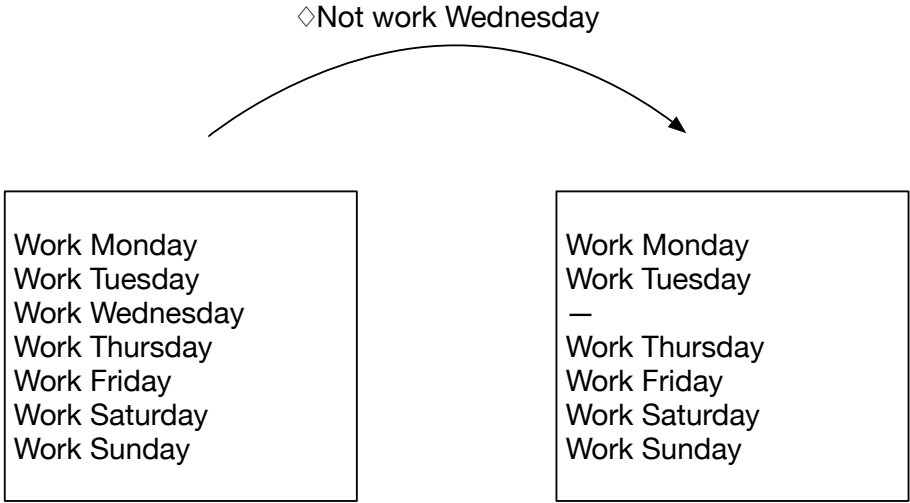 ◇Not work Wednesday
Work Monday
Work Tuesday
Work Wednesday
Work Thursday
Work Friday
Work Saturday
Work Sunday
Work Monday
Work Tuesday
—
Work Thursday
Work Friday
Work Saturday
Work Sunday